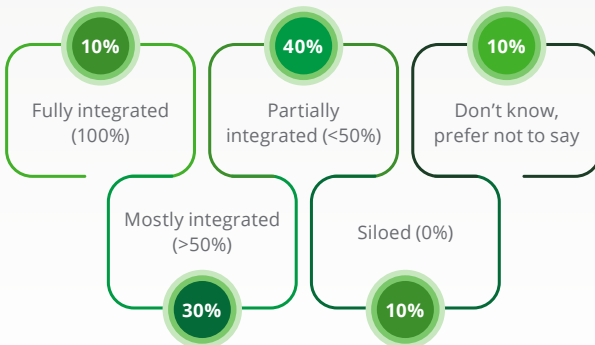 10%
Fully integrated
(100%)
40%
Partially
integrated (<50%)
10%
Don’t know,
prefer not to say
Mostly integrated
(>50%)
30%
Siloed (0%)
10%